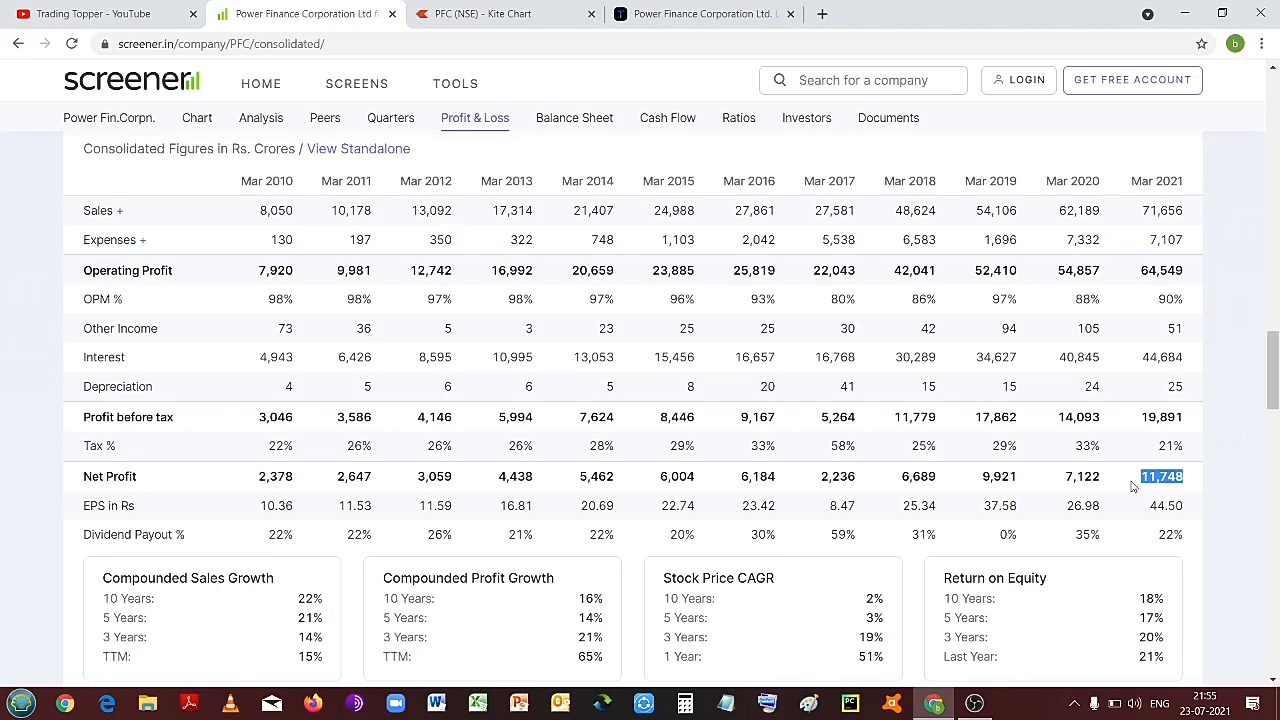 Trading Topper - YouTube
Power Finance Corporation Ltd fi
PFC (NSE) - Kite Chart
Power Finance Corporation Ltd. L
screener.in/company/PFC/consolidated/
b
screener
HOME SCREENS TOOLS
Search for a company
LOGIN
GET FREE ACCOUNT
Power Fin.Corpn. Chart Analysis Peers Quarters Profit & Loss Balance Sheet Cash Flow Ratios Investors Documents
Consolidated Figures in Rs. Crores / View Standalone
Mar 2010 Mar 2011 Mar 2012 Mar 2013 Mar 2014 Mar 2015 Mar 2016 Mar 2017 Mar 2018 Mar 2019 Mar 2020 Mar 2021
Sales + 8,050 10,178 13,092 17,314 21,407 24,988 27,861 27,581 48,624 54,106 62,189 71,656
Expenses + 130 197 350 322 748 1,103 2,042 5,538 6,583 1,696 7,332 7,107
Operating Profit 7,920 9,981 12,742 16,992 20,659 23,885 25,819 22,043 42,041 52,410 54,857 64,549
OPM % 98% 98% 97% 98% 97% 96% 93% 80% 86% 97% 88% 90%
Other Income 73 36 5 3 23 25 25 30 42 94 105 51
Interest 4,943 6,426 8,595 10,995 13,053 15,456 16,657 16,768 30,289 34,627 40,845 44,684
Depreciation 4 5 6 6 5 8 20 41 15 15 24 25
Profit before tax 3,046 3,586 4,146 5,994 7,624 8,446 9,167 5,264 11,779 17,862 14,093 19,891
Tax % 22% 26% 26% 26% 28% 29% 33% 58% 25% 29% 33% 21%
Net Profit 2,378 2,647 3,059 4,438 5,462 6,004 6,184 2,236 6,689 9,921 7,122 11,748
EPS in Rs 10.36 11.53 11.59 16.81 20.69 22.74 23.42 8.47 25.34 37.58 26.98 44.50
Dividend Payout % 22% 22% 26% 21% 22% 20% 30% 59% 31% 0% 35% 22%
Compounded Sales Growth
10 Years: 22%
5 Years: 21%
3 Years: 14%
TTM: 15%
Compounded Profit Growth
10 Years: 16%
5 Years: 14%
3 Years: 21%
TTM: 65%
Stock Price CAGR
10 Years: 2%
5 Years: 3%
3 Years: 19%
1 Year: 51%
Return on Equity
10 Years: 18%
5 Years: 17%
3 Years: 20%
Last Year: 21%
ENG
21:55
23-07-2021